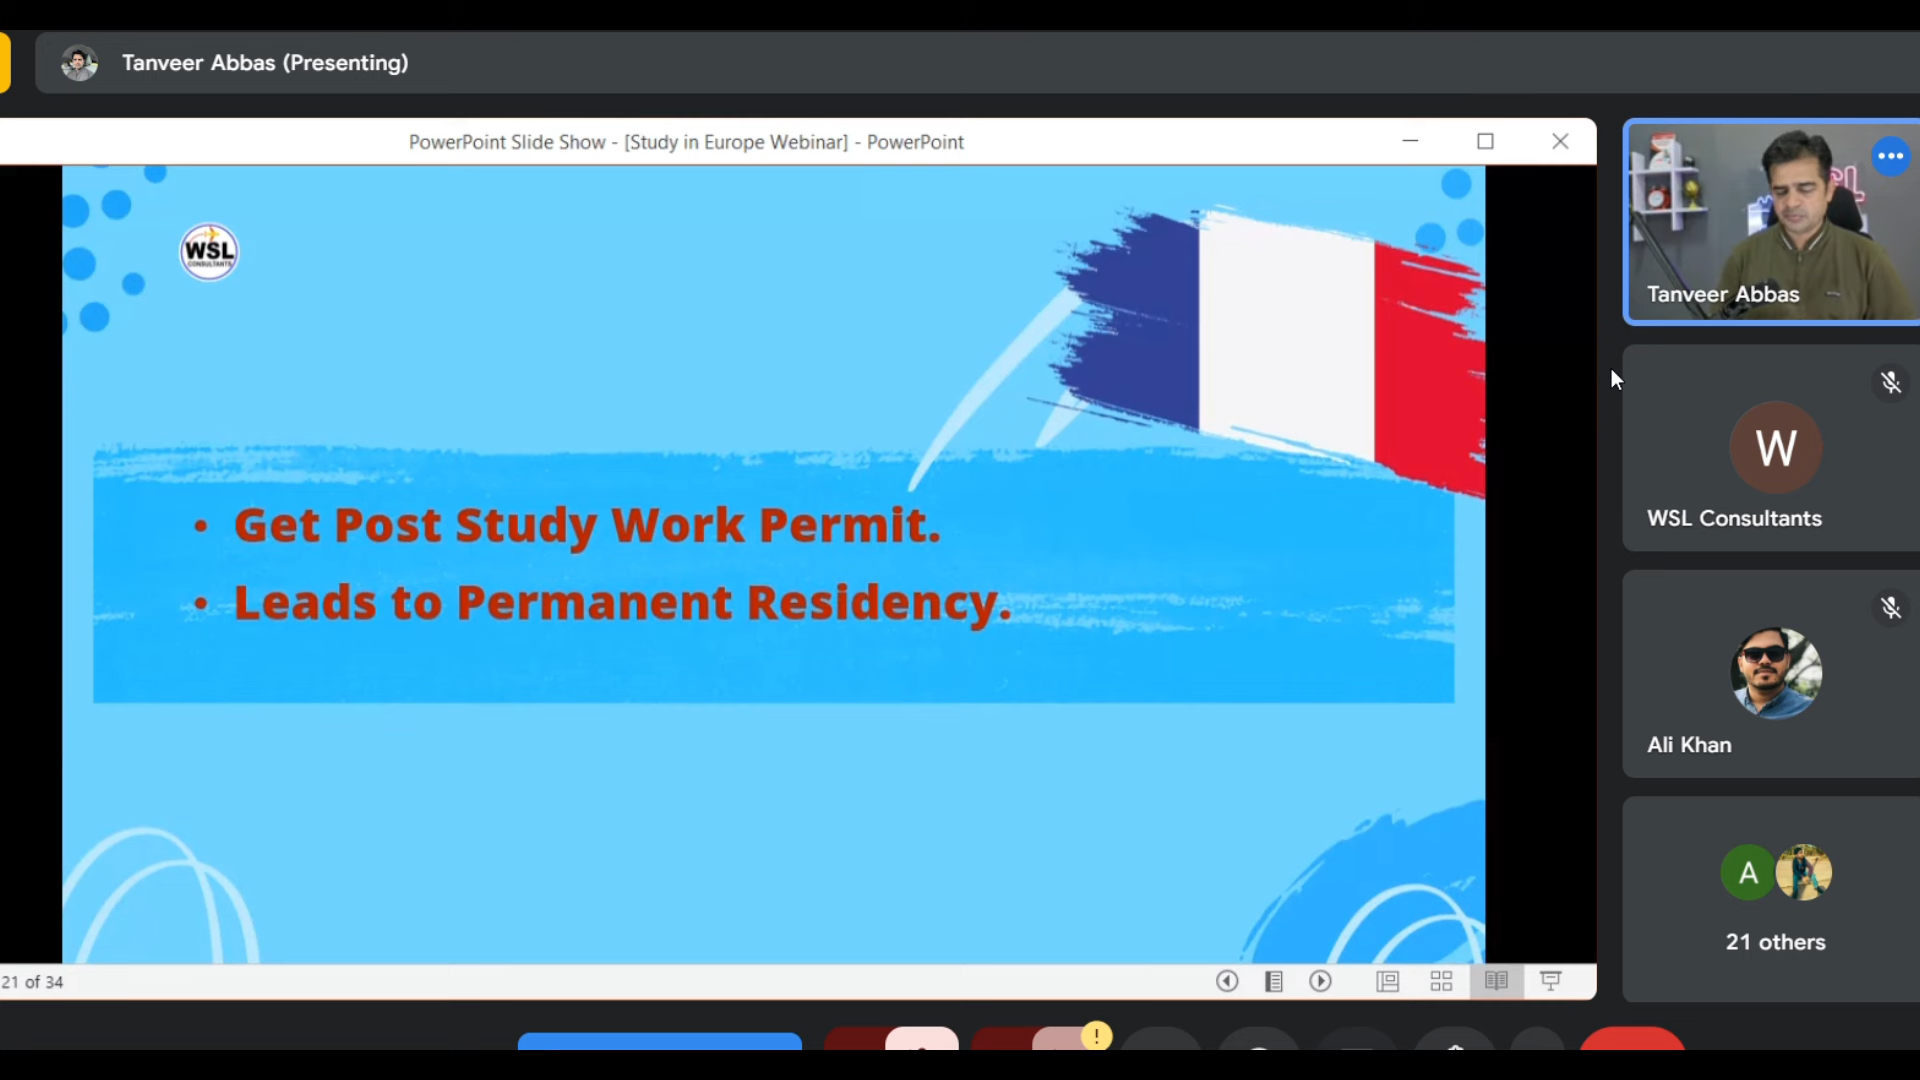 Tanveer Abbas (Presenting)
PowerPoint Slide Show - [Study in Europe Webinar] - PowerPoint
WSL
CONSULTANTS
• Get Post Study Work Permit.
• Leads to Permanent Residency.
21 of 34
Tanveer Abbas
W
WSL Consultants
Ali Khan
A
21 others